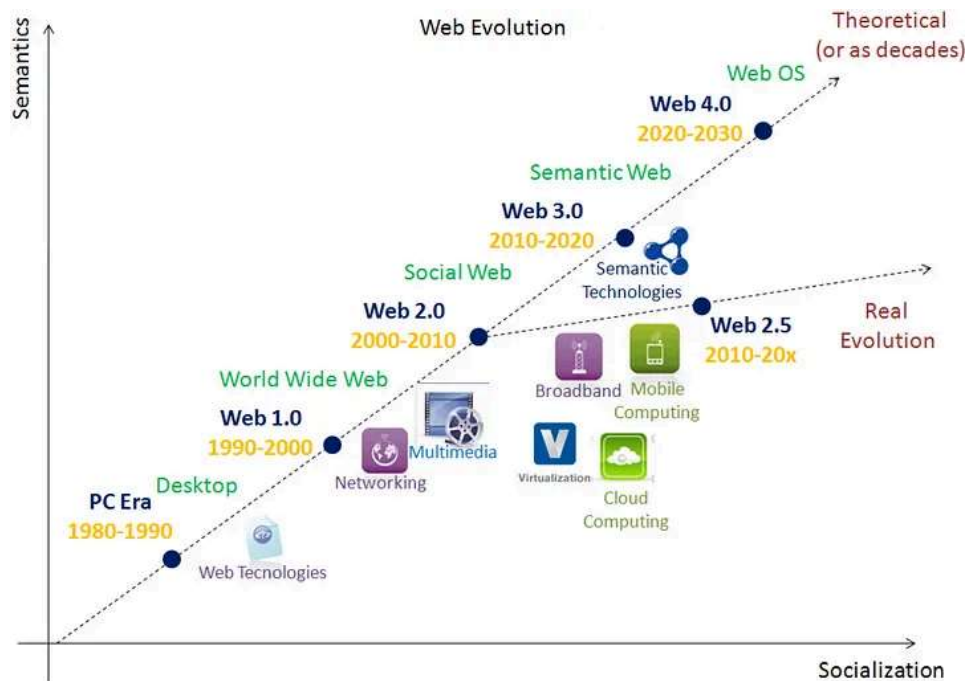 Web Evolution
Theoretical
(or as decades)
Semantics
Web OS
Web 4.0
2020-2030
Semantic Web
Web 3.0
2010-2020
Semantic
Technologies
Social Web
Web 2.0
2000-2010
Web 2.5
2010-20x
Real
Evolution
Broadband
Mobile
Computing
World Wide Web
Web 1.0
1990-2000
Multimedia
Networking
V
Virtualization
Cloud
Computing
Desktop
PC Era
1980-1990
Web Tecnologies
Socialization